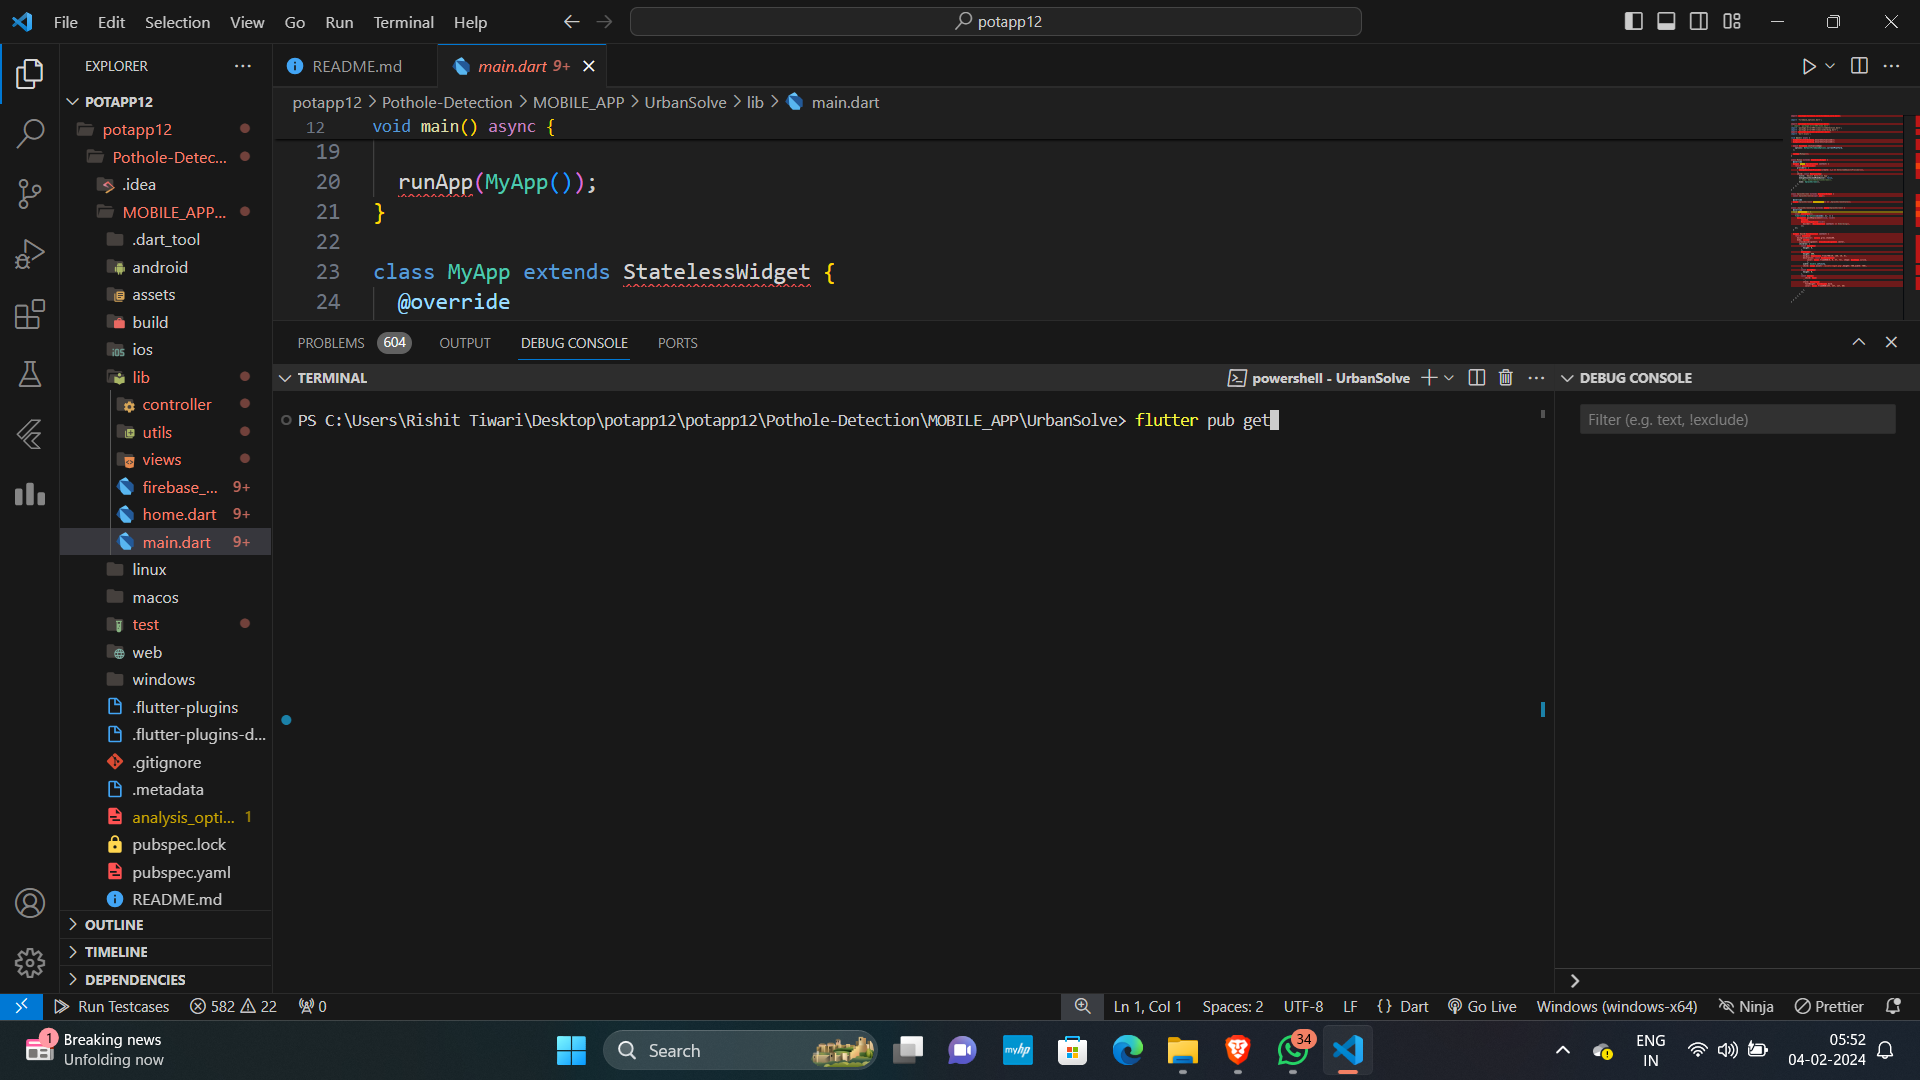 File Edit Selection View Go Run Terminal Help
potapp12
EXPLORER
README.md
main.dart 9+
POTAPP12
potapp12 > Pothole-Detection > MOBILE_APP > UrbanSolve > lib > main.dart
12 void main() async {
19
20 runApp(MyApp());
21 }
22
23 class MyApp extends StatelessWidget {
24 @override
potapp12
Pothole-Detec...
.idea
MOBILE_APP...
.dart_tool
android
assets
build
ios
lib
controller
utils
views
firebase_... 9+
home.dart 9+
main.dart 9+
linux
macos
test
web
windows
.flutter-plugins
.flutter-plugins-d...
.gitignore
.metadata
analysis_opti... 1
pubspec.lock
pubspec.yaml
README.md
OUTLINE
TIMELINE
DEPENDENCIES
PROBLEMS 604 OUTPUT DEBUG CONSOLE PORTS
TERMINAL
powershell - UrbanSolve
DEBUG CONSOLE
PS C:\Users\Rishit Tiwari\Desktop\potapp12\potapp12\Pothole-Detection\MOBILE_APP\UrbanSolve> flutter pub get
Filter (e.g. text, !exclude)
Run Testcases 582 22 0
Ln 1, Col 1 Spaces: 2 UTF-8 LF {} Dart Go Live Windows (windows-x64) Ninja Prettier
1
Breaking news
Unfolding now
Search
myhp
34
ENG
IN
05:52
04-02-2024